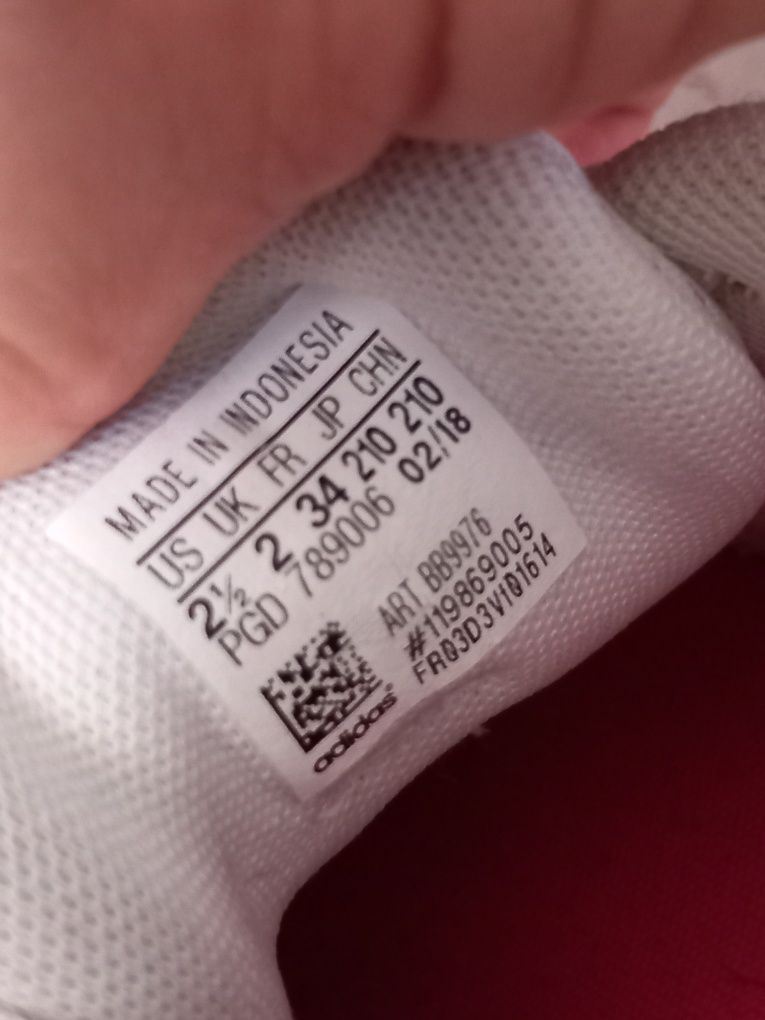 MADE IN INDONESIA
US UK FR JP CHN
2½ 2 34 210 210
PGD 789006 02/18
ART BB9976
#119869005
FRQ3D3V101614
adidas®